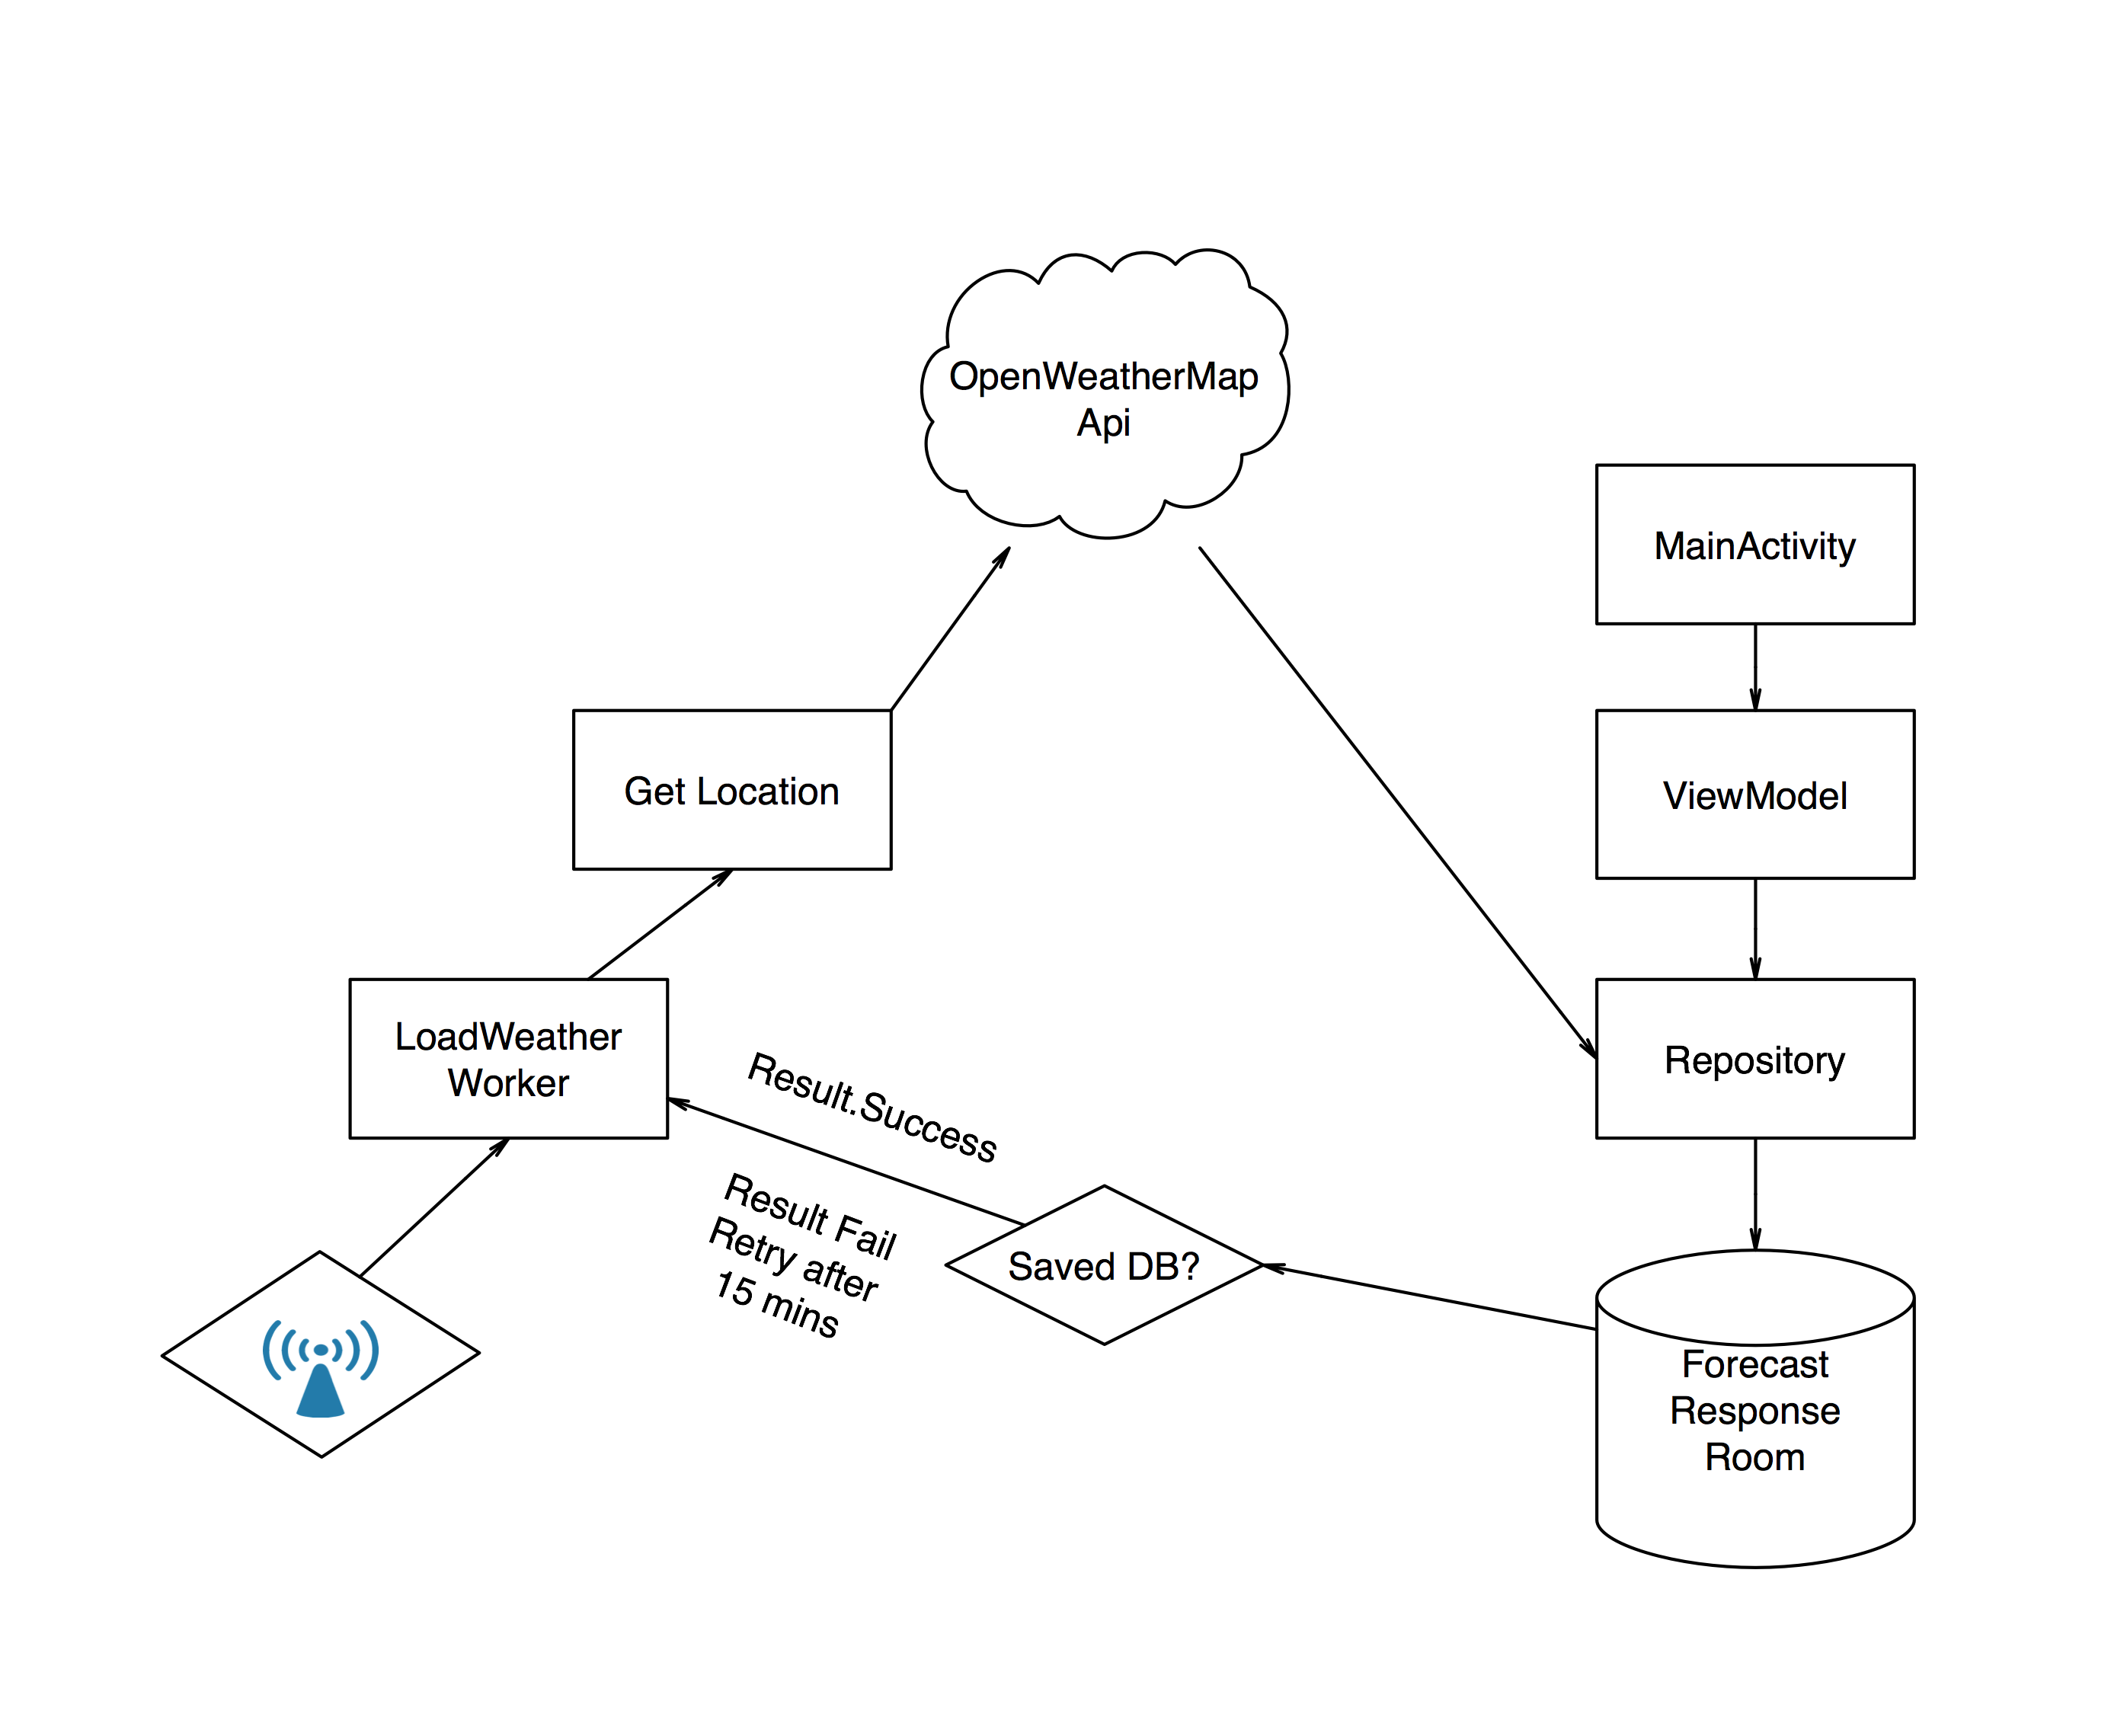 OpenWeatherMap
Api
MainActivity
Get Location
ViewModel
LoadWeather
Worker
Repository
Result.Success
Result Fail
Retry after
15 mins
Saved DB?
Forecast
Response
Room